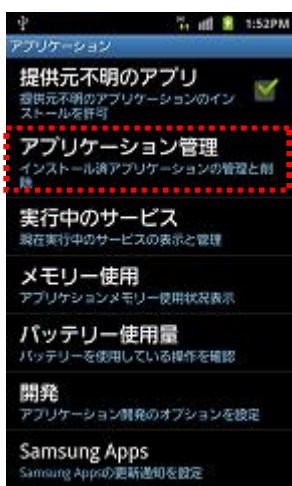 1:52PM
アプリケーション
提供元不明のアプリ
提供元不明のアプリケーションのイン
ストールを許可
アプリケーション管理
インストール済アプリケーションの管理と削
除
実行中のサービス
現在実行中のサービスの表示と管理
メモリー使用
アプリケションメモリー使用状況表示
バッテリー使用量
バッテリーを使用している操作を確認
開発
アプリケーション開発のオプションを設定
Samsung Apps
Samsung Appsの更新通知を設定